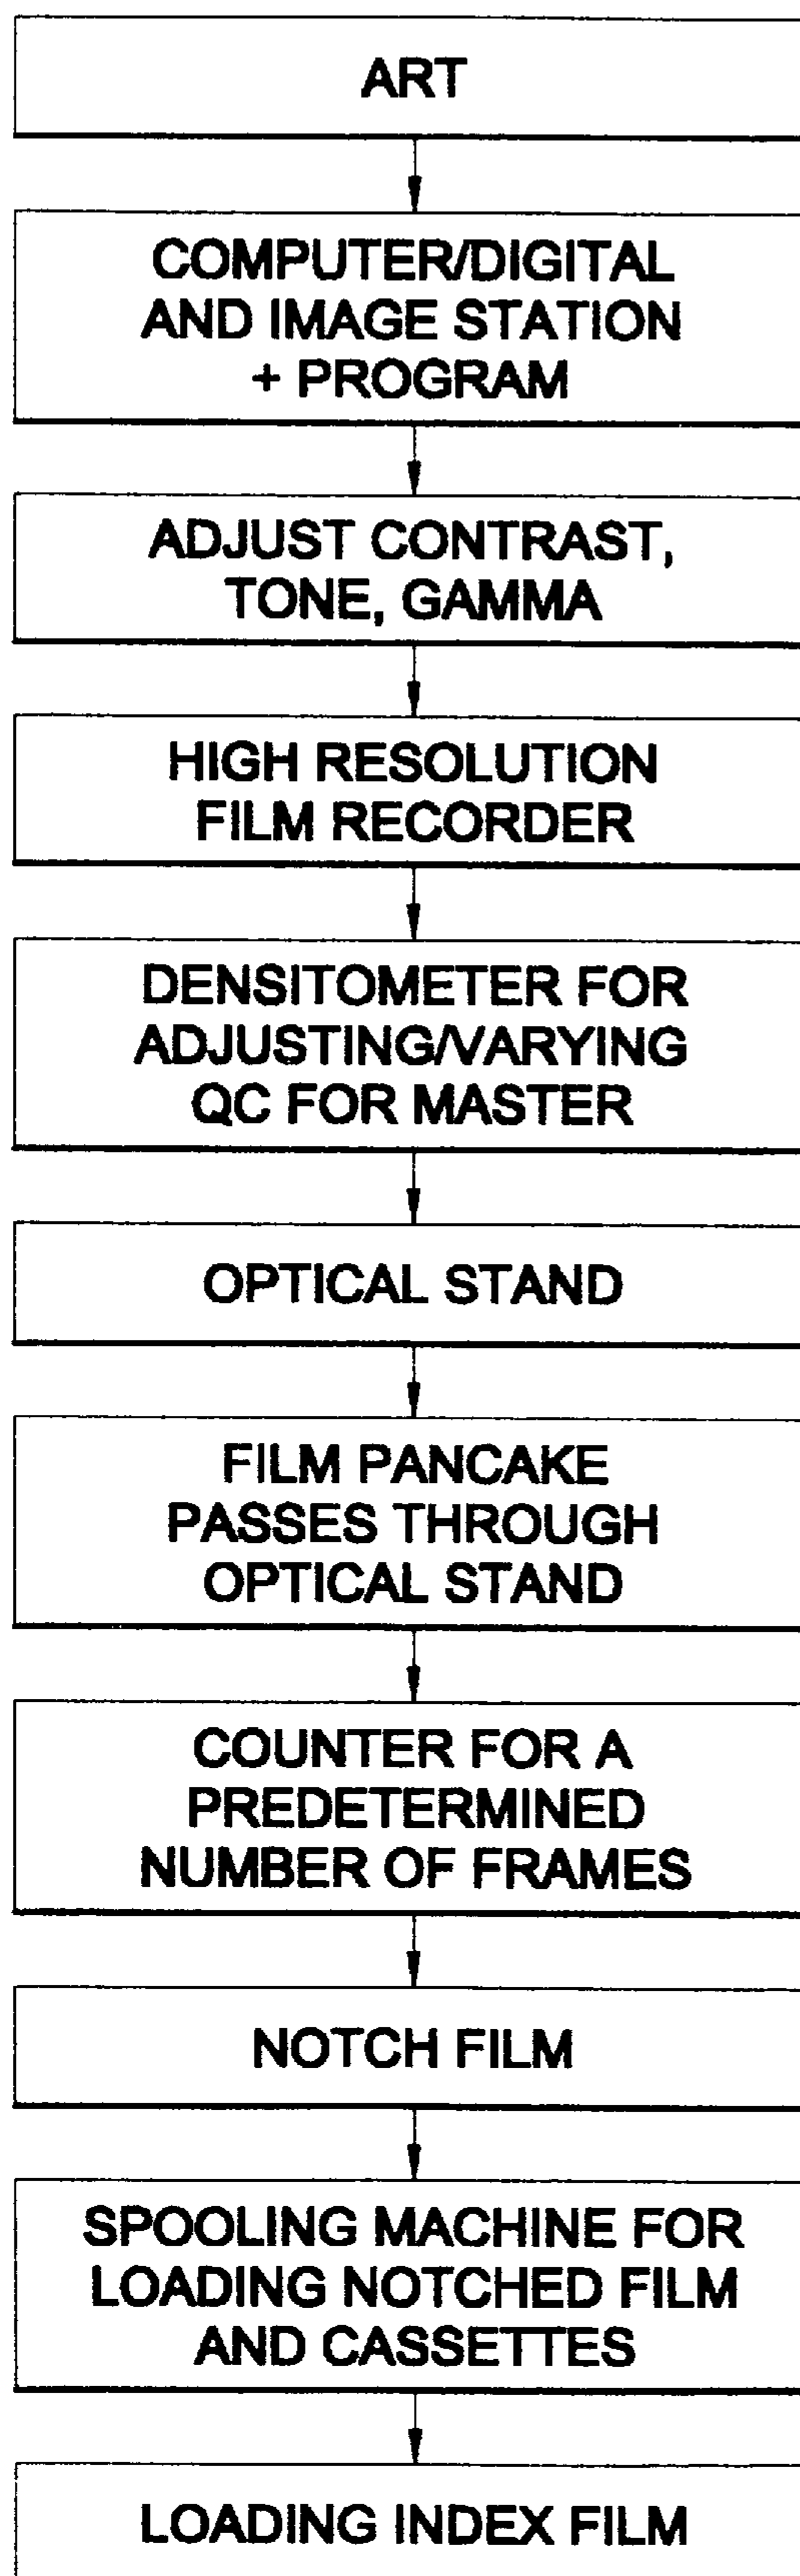 ART
COMPUTER/DIGITAL
AND IMAGE STATION
+ PROGRAM
ADJUST CONTRAST,
TONE, GAMMA
HIGH RESOLUTION
FILM RECORDER
DENSITOMETER FOR
ADJUSTING/VARYING
QC FOR MASTER
OPTICAL STAND
FILM PANCAKE
PASSES THROUGH
OPTICAL STAND
COUNTER FOR A
PREDETERMINED
NUMBER OF FRAMES
NOTCH FILM
SPOOLING MACHINE FOR
LOADING NOTCHED FILM
AND CASSETTES
LOADING INDEX FILM